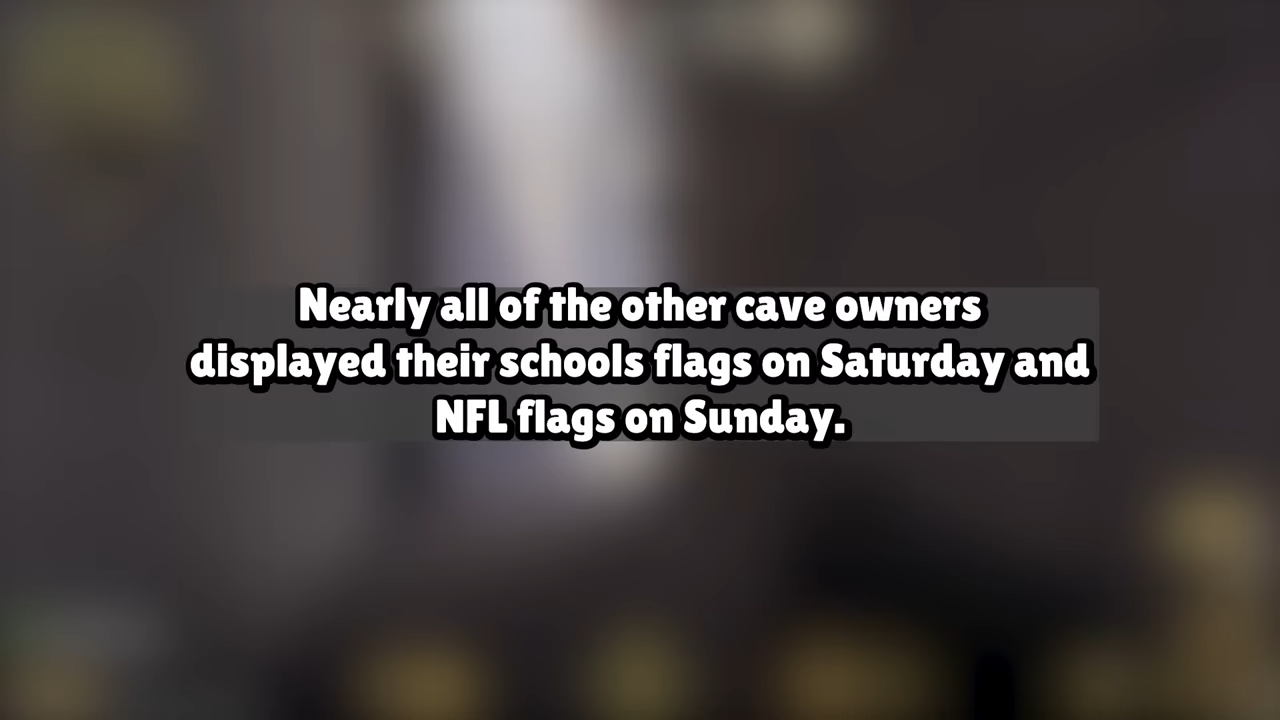 Nearly all of the other cave owners
displayed their schools flags on Saturday and
NFL flags on Sunday.